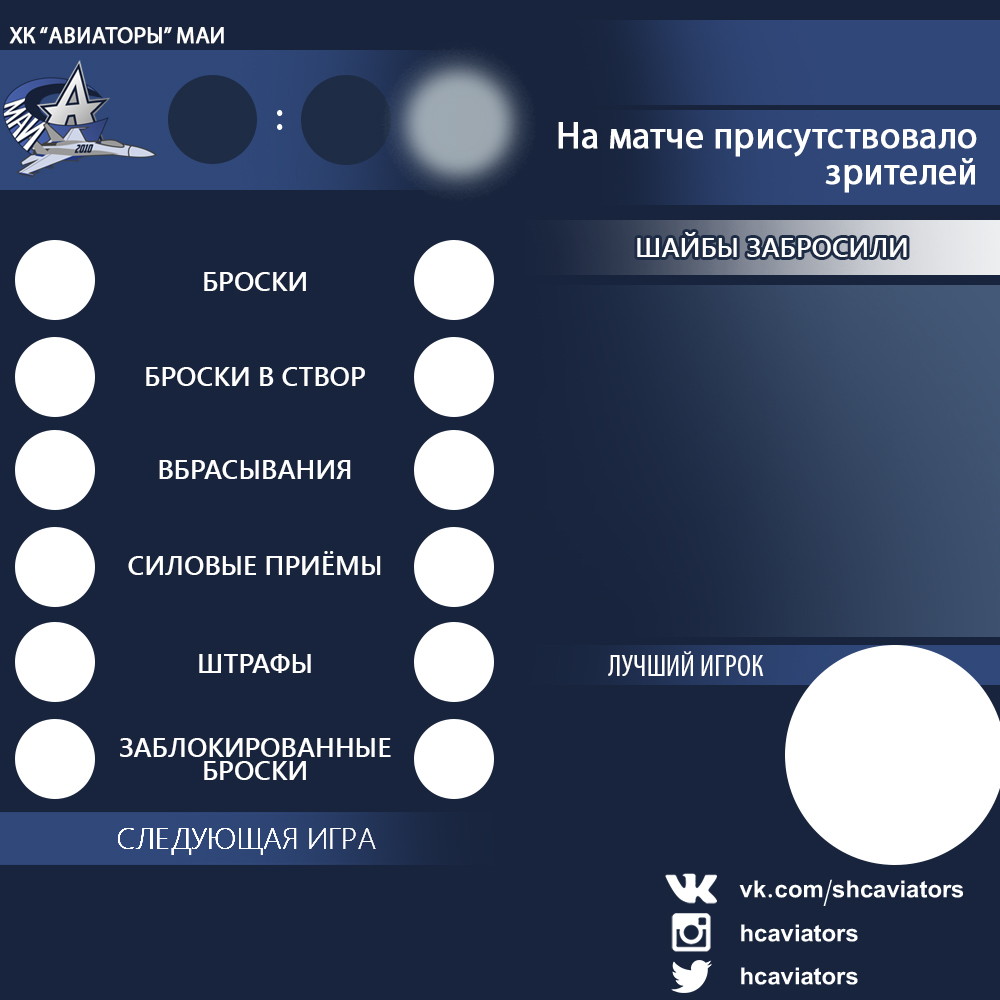 ХК “АВИАТОРЫ” МАИ
А
МАИ
2010
:
На матче присутствовало
зрителей
ШАЙБЫ ЗАБРОСИЛИ
БРОСКИ
БРОСКИ В СТВОР
ВБРАСЫВАНИЯ
СИЛОВЫЕ ПРИЁМЫ
ШТРАФЫ
ЗАБЛОКИРОВАННЫЕ
БРОСКИ
СЛЕДУЮЩАЯ ИГРА
ЛУЧШИЙ ИГРОК
vk.com/shcaviators
hcaviators
hcaviators